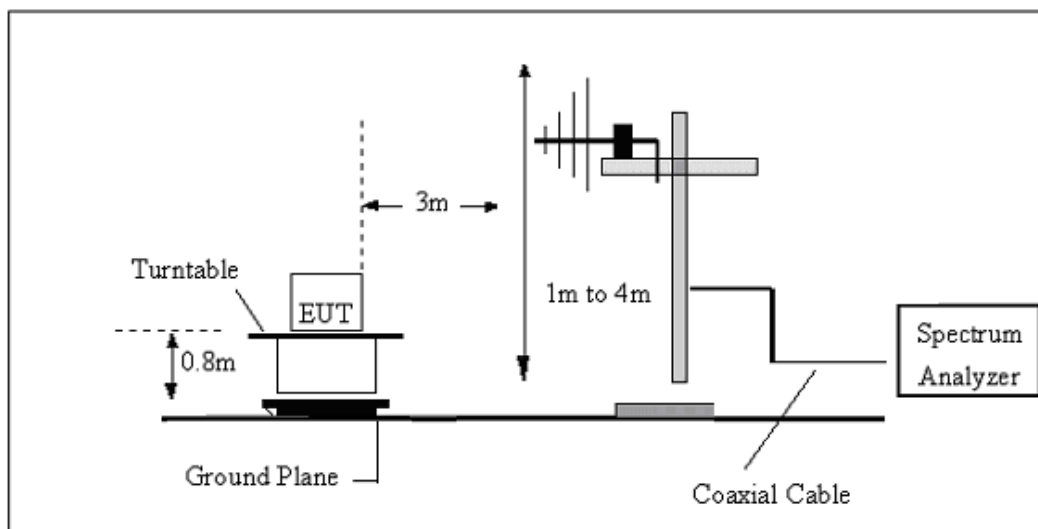 3m
Turntable
EUT
1m to 4m
0.8m
Spectrum
Analyzer
Ground Plane
Coaxial Cable